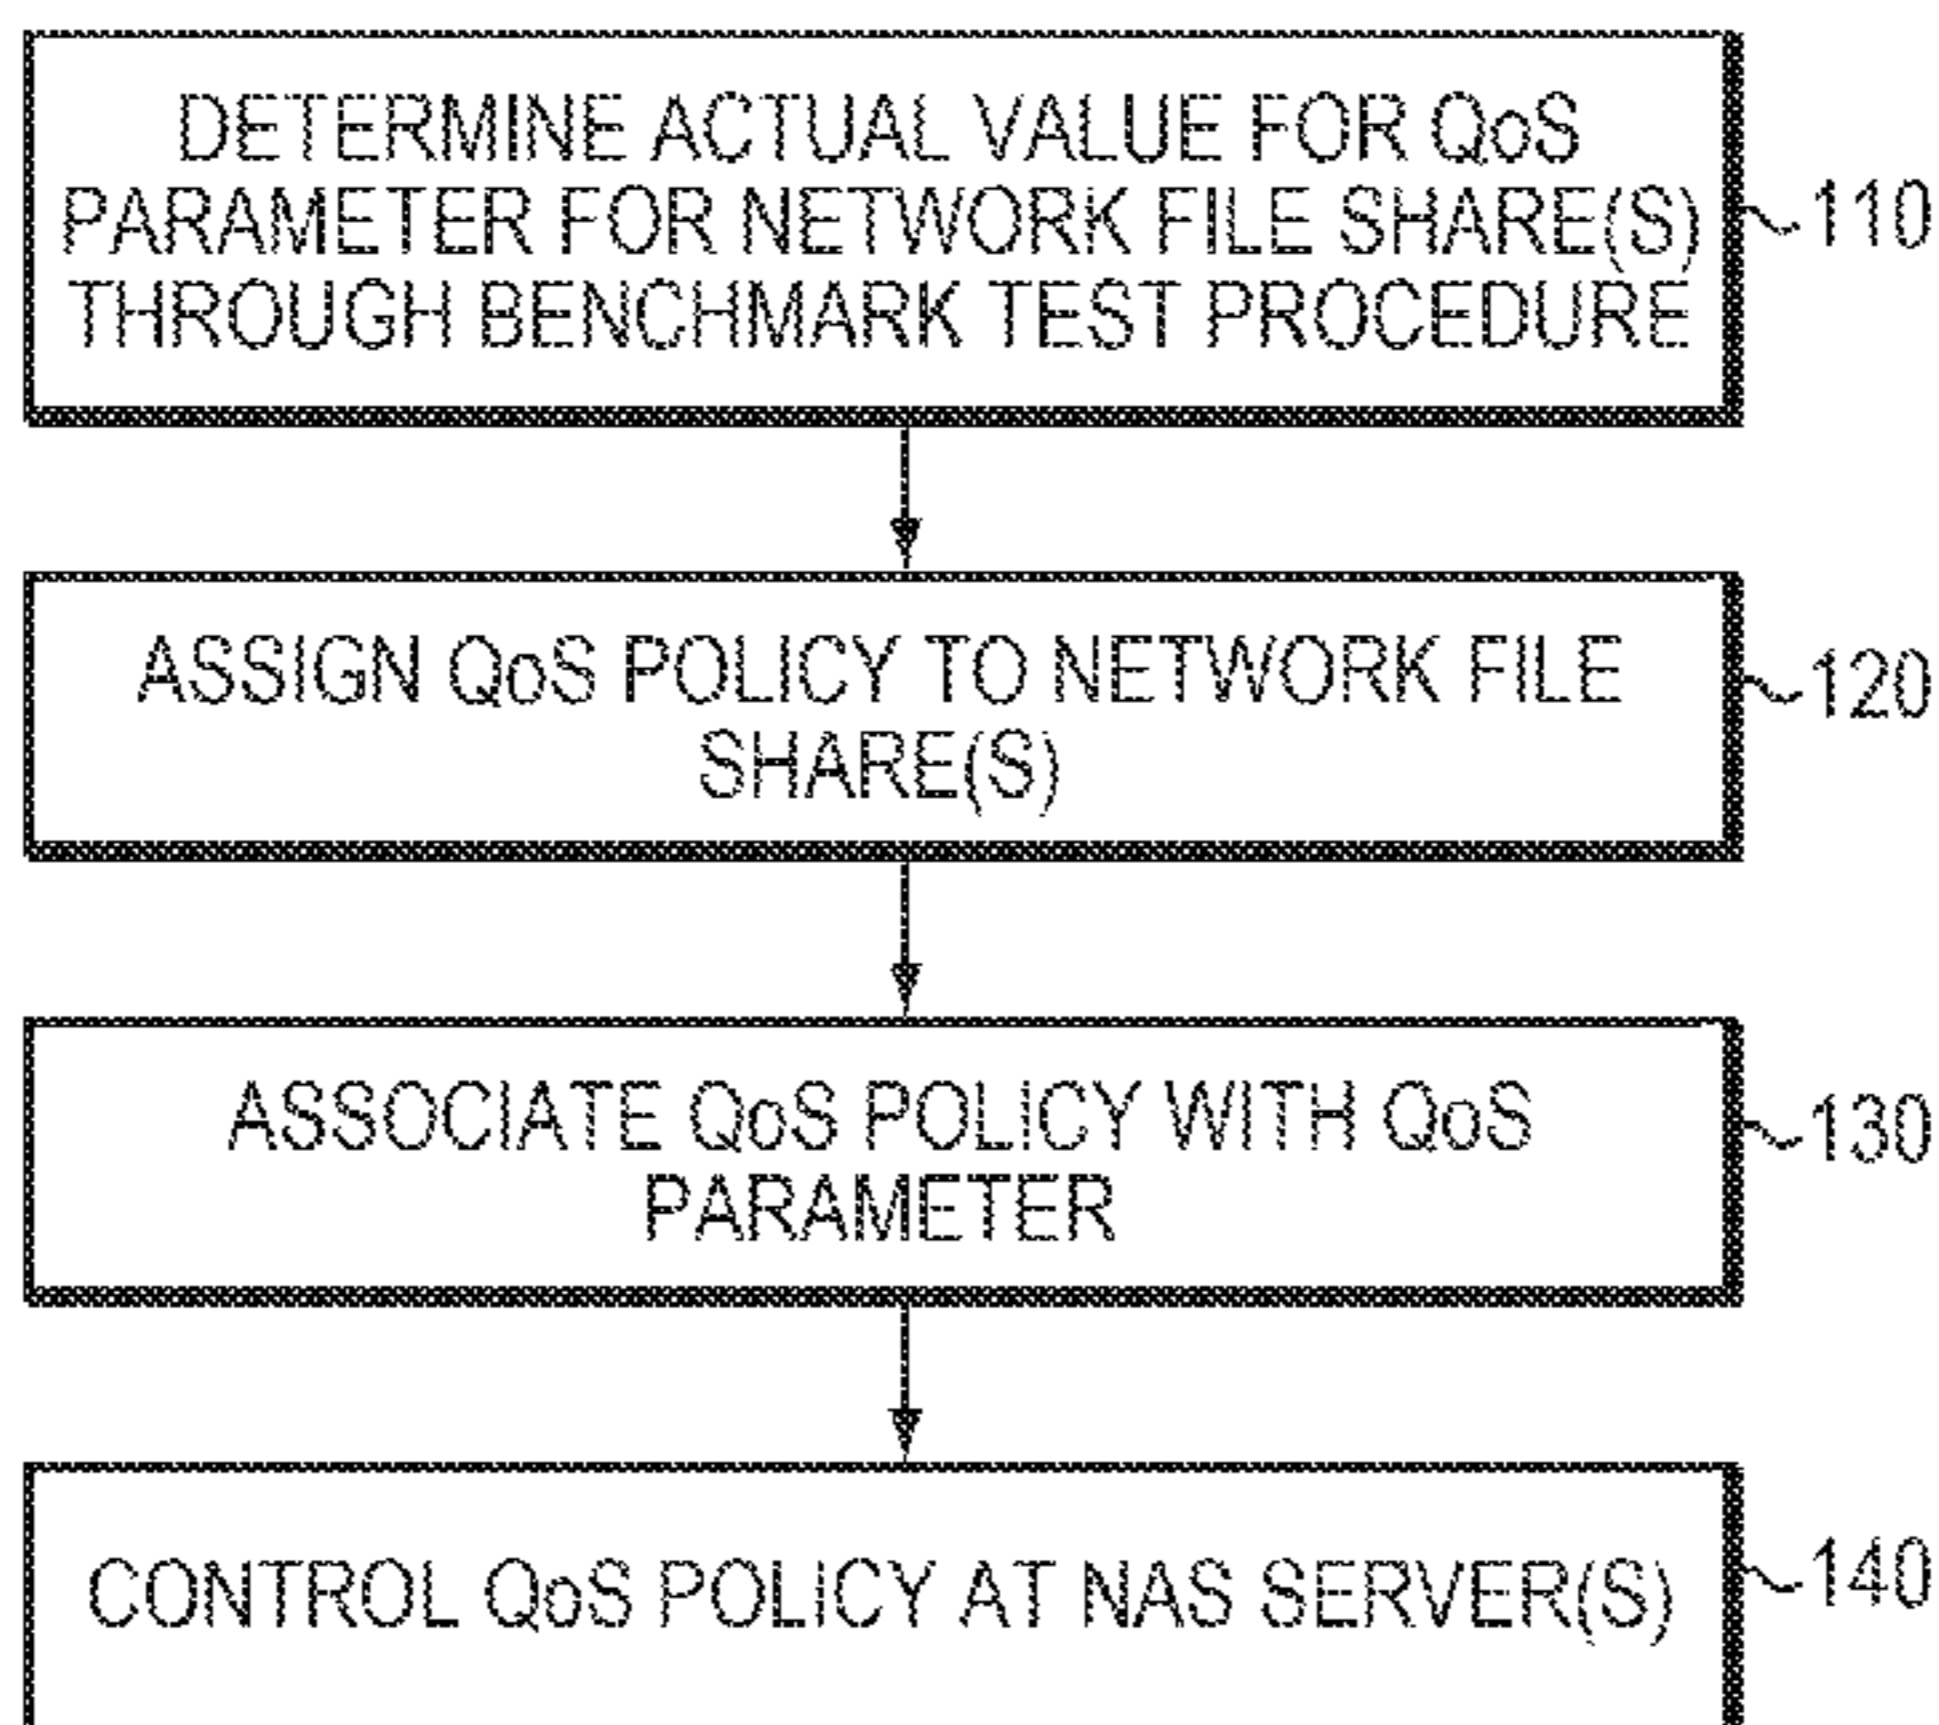 DETERMINE ACTUAL VALUE FOR QoS
PARAMETER FOR NETWORK FILE SHARE(S)
THROUGH BENCHMARK TEST PROCEDURE
110
ASSIGN QoS POLICY TO NETWORK FILE
SHARE(S)
120
ASSOCIATE QoS POLICY WITH QoS
PARAMETER
130
CONTROL QoS POLICY AT NAS SERVER(S)
140